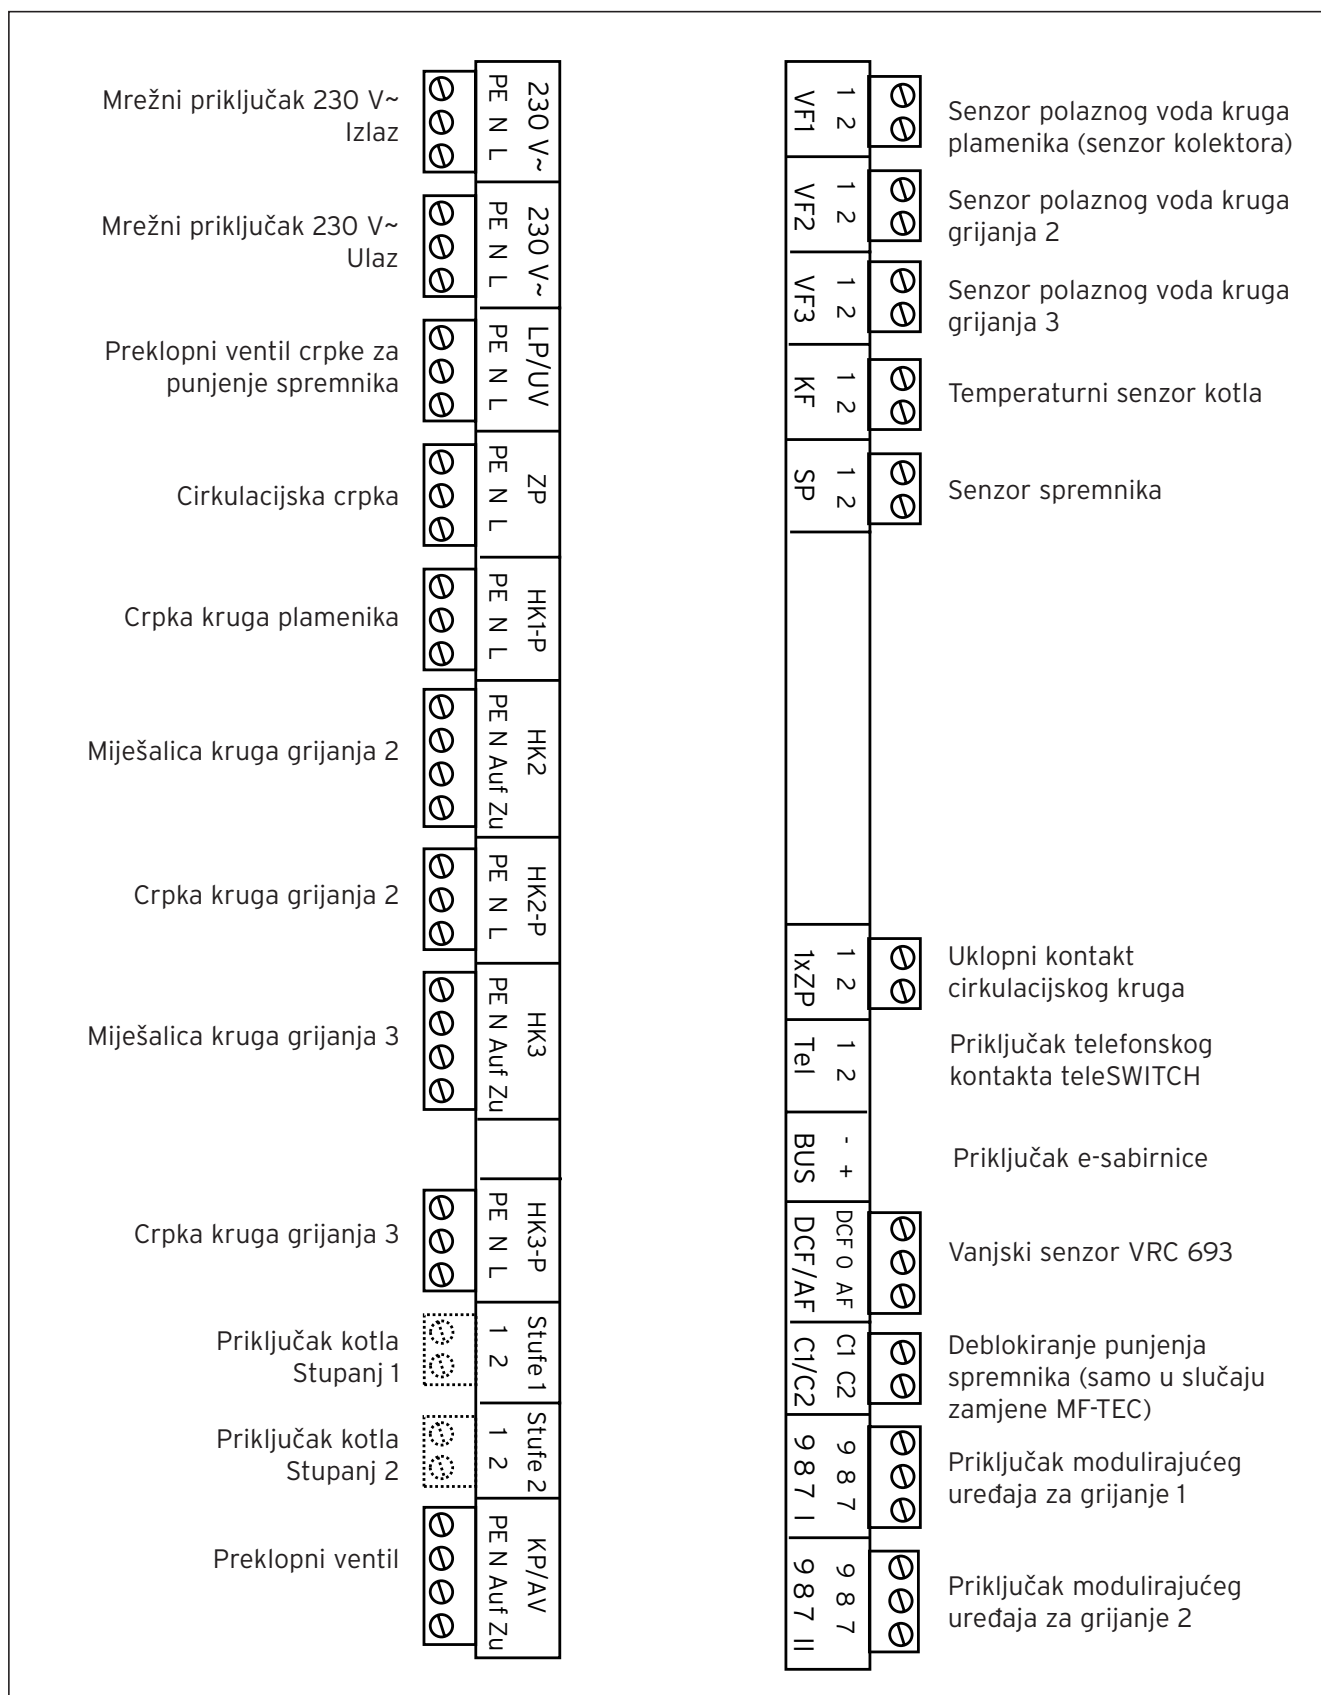 Mrežni priključak 230 V~
Izlaz
PE N L
230 V~
Mrežni priključak 230 V~
Ulaz
PE N L
230 V~
Preklopni ventil crpke za
punjenje spremnika
PE N L
LP/UV
Cirkulacijska crpka
PE N L
ZP
Crpka kruga plamenika
PE N L
HK1-P
Miješalica kruga grijanja 2
PE N Auf Zu
HK2
Crpka kruga grijanja 2
PE N L
HK2-P
Miješalica kruga grijanja 3
PE N Auf Zu
HK3
Crpka kruga grijanja 3
PE N L
HK3-P
Priključak kotla
Stupanj 1
1 2
Stufe 1
Priključak kotla
Stupanj 2
1 2
Stufe 2
Preklopni ventil
PE N Auf Zu
KP/AV
VF1
1 2
Senzor polaznog voda kruga
plamenika (senzor kolektora)
VF2
1 2
Senzor polaznog voda kruga
grijanja 2
VF3
1 2
Senzor polaznog voda kruga
grijanja 3
KF
1 2
Temperaturni senzor kotla
SP
1 2
Senzor spremnika
1xZP
1 2
Uklopni kontakt
cirkulacijskog kruga
Tel
1 2
Priključak telefonskog
kontakta teleSWITCH
BUS
- +
Priključak e-sabirnice
DCF/AF
DCF 0 AF
Vanjski senzor VRC 693
C1/C2
C1 C2
Deblokiranje punjenja
spremnika (samo u slučaju
zamjene MF-TEC)
9 8 7 I
9 8 7
Priključak modulirajućeg
uređaja za grijanje 1
9 8 7 II
9 8 7
Priključak modulirajućeg
uređaja za grijanje 2